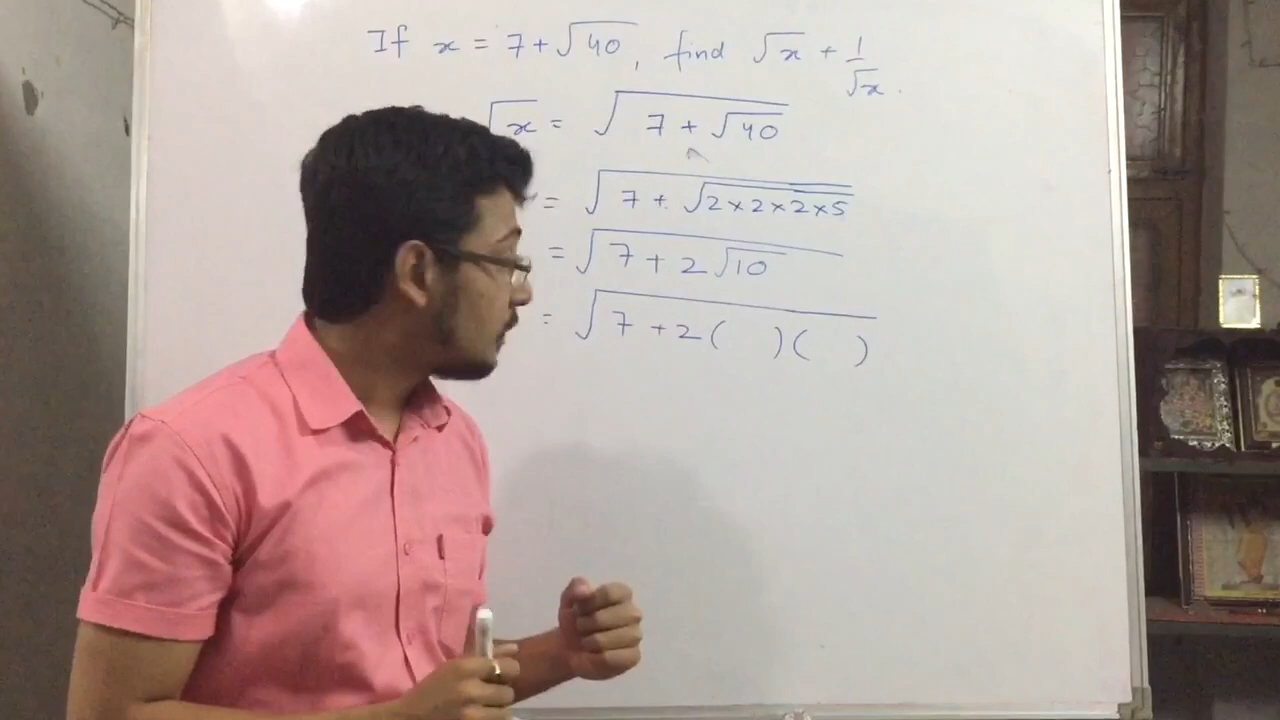 If x = 7 + √40, find √x + 1/√x.
√x = √(7 + √40)
= √(7 + √(2×2×2×5))
= √(7 + 2√10)
= √(7 + 2( )( ))